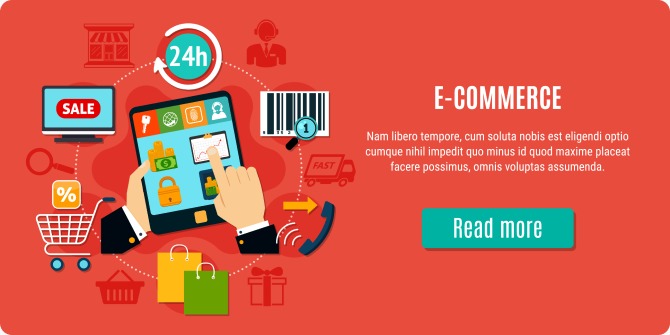 24h
SALE
1
FAST
%
E-COMMERCE
Nam libero tempore, cum soluta nobis est eligendi optio
cumque nihil impedit quo minus id quod maxime placeat
facere possimus, omnis voluptas assumenda.
Read more